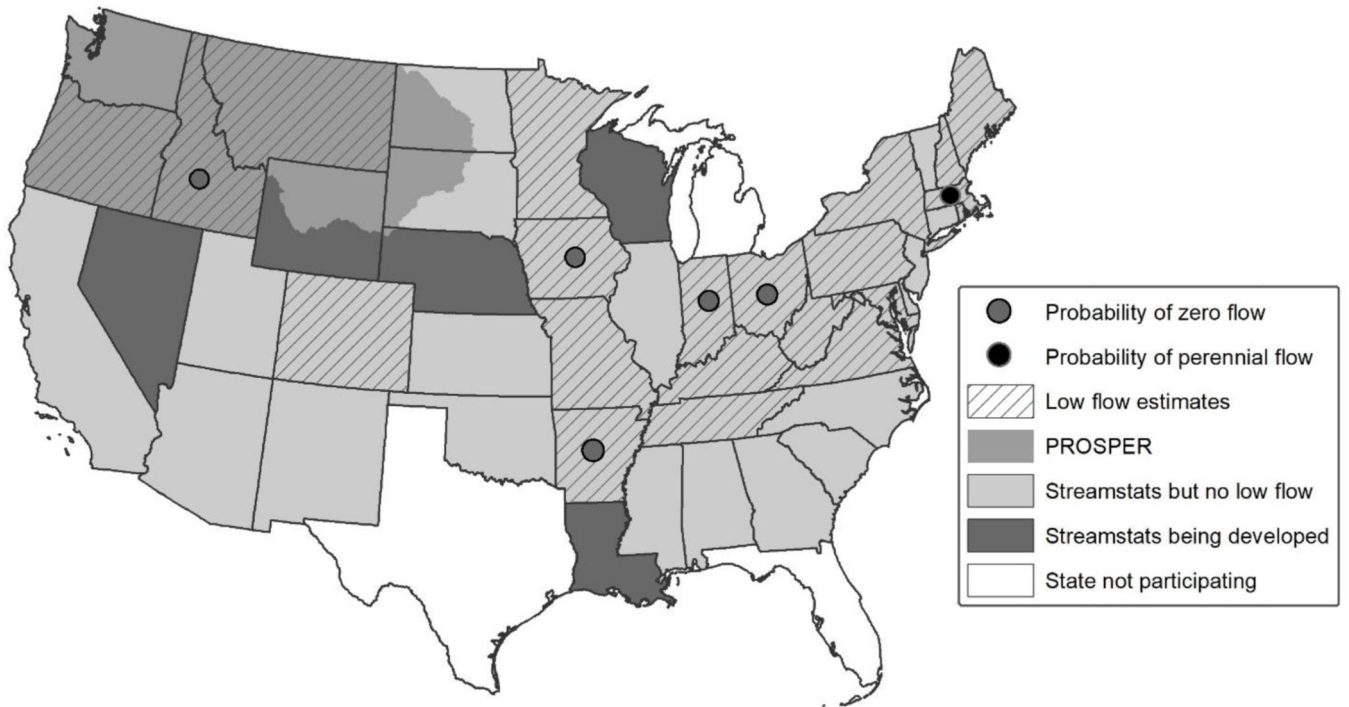 Probability of zero flow
Probability of perennial flow
Low flow estimates
PROSPER
Streamstats but no low flow
Streamstats being developed
State not participating